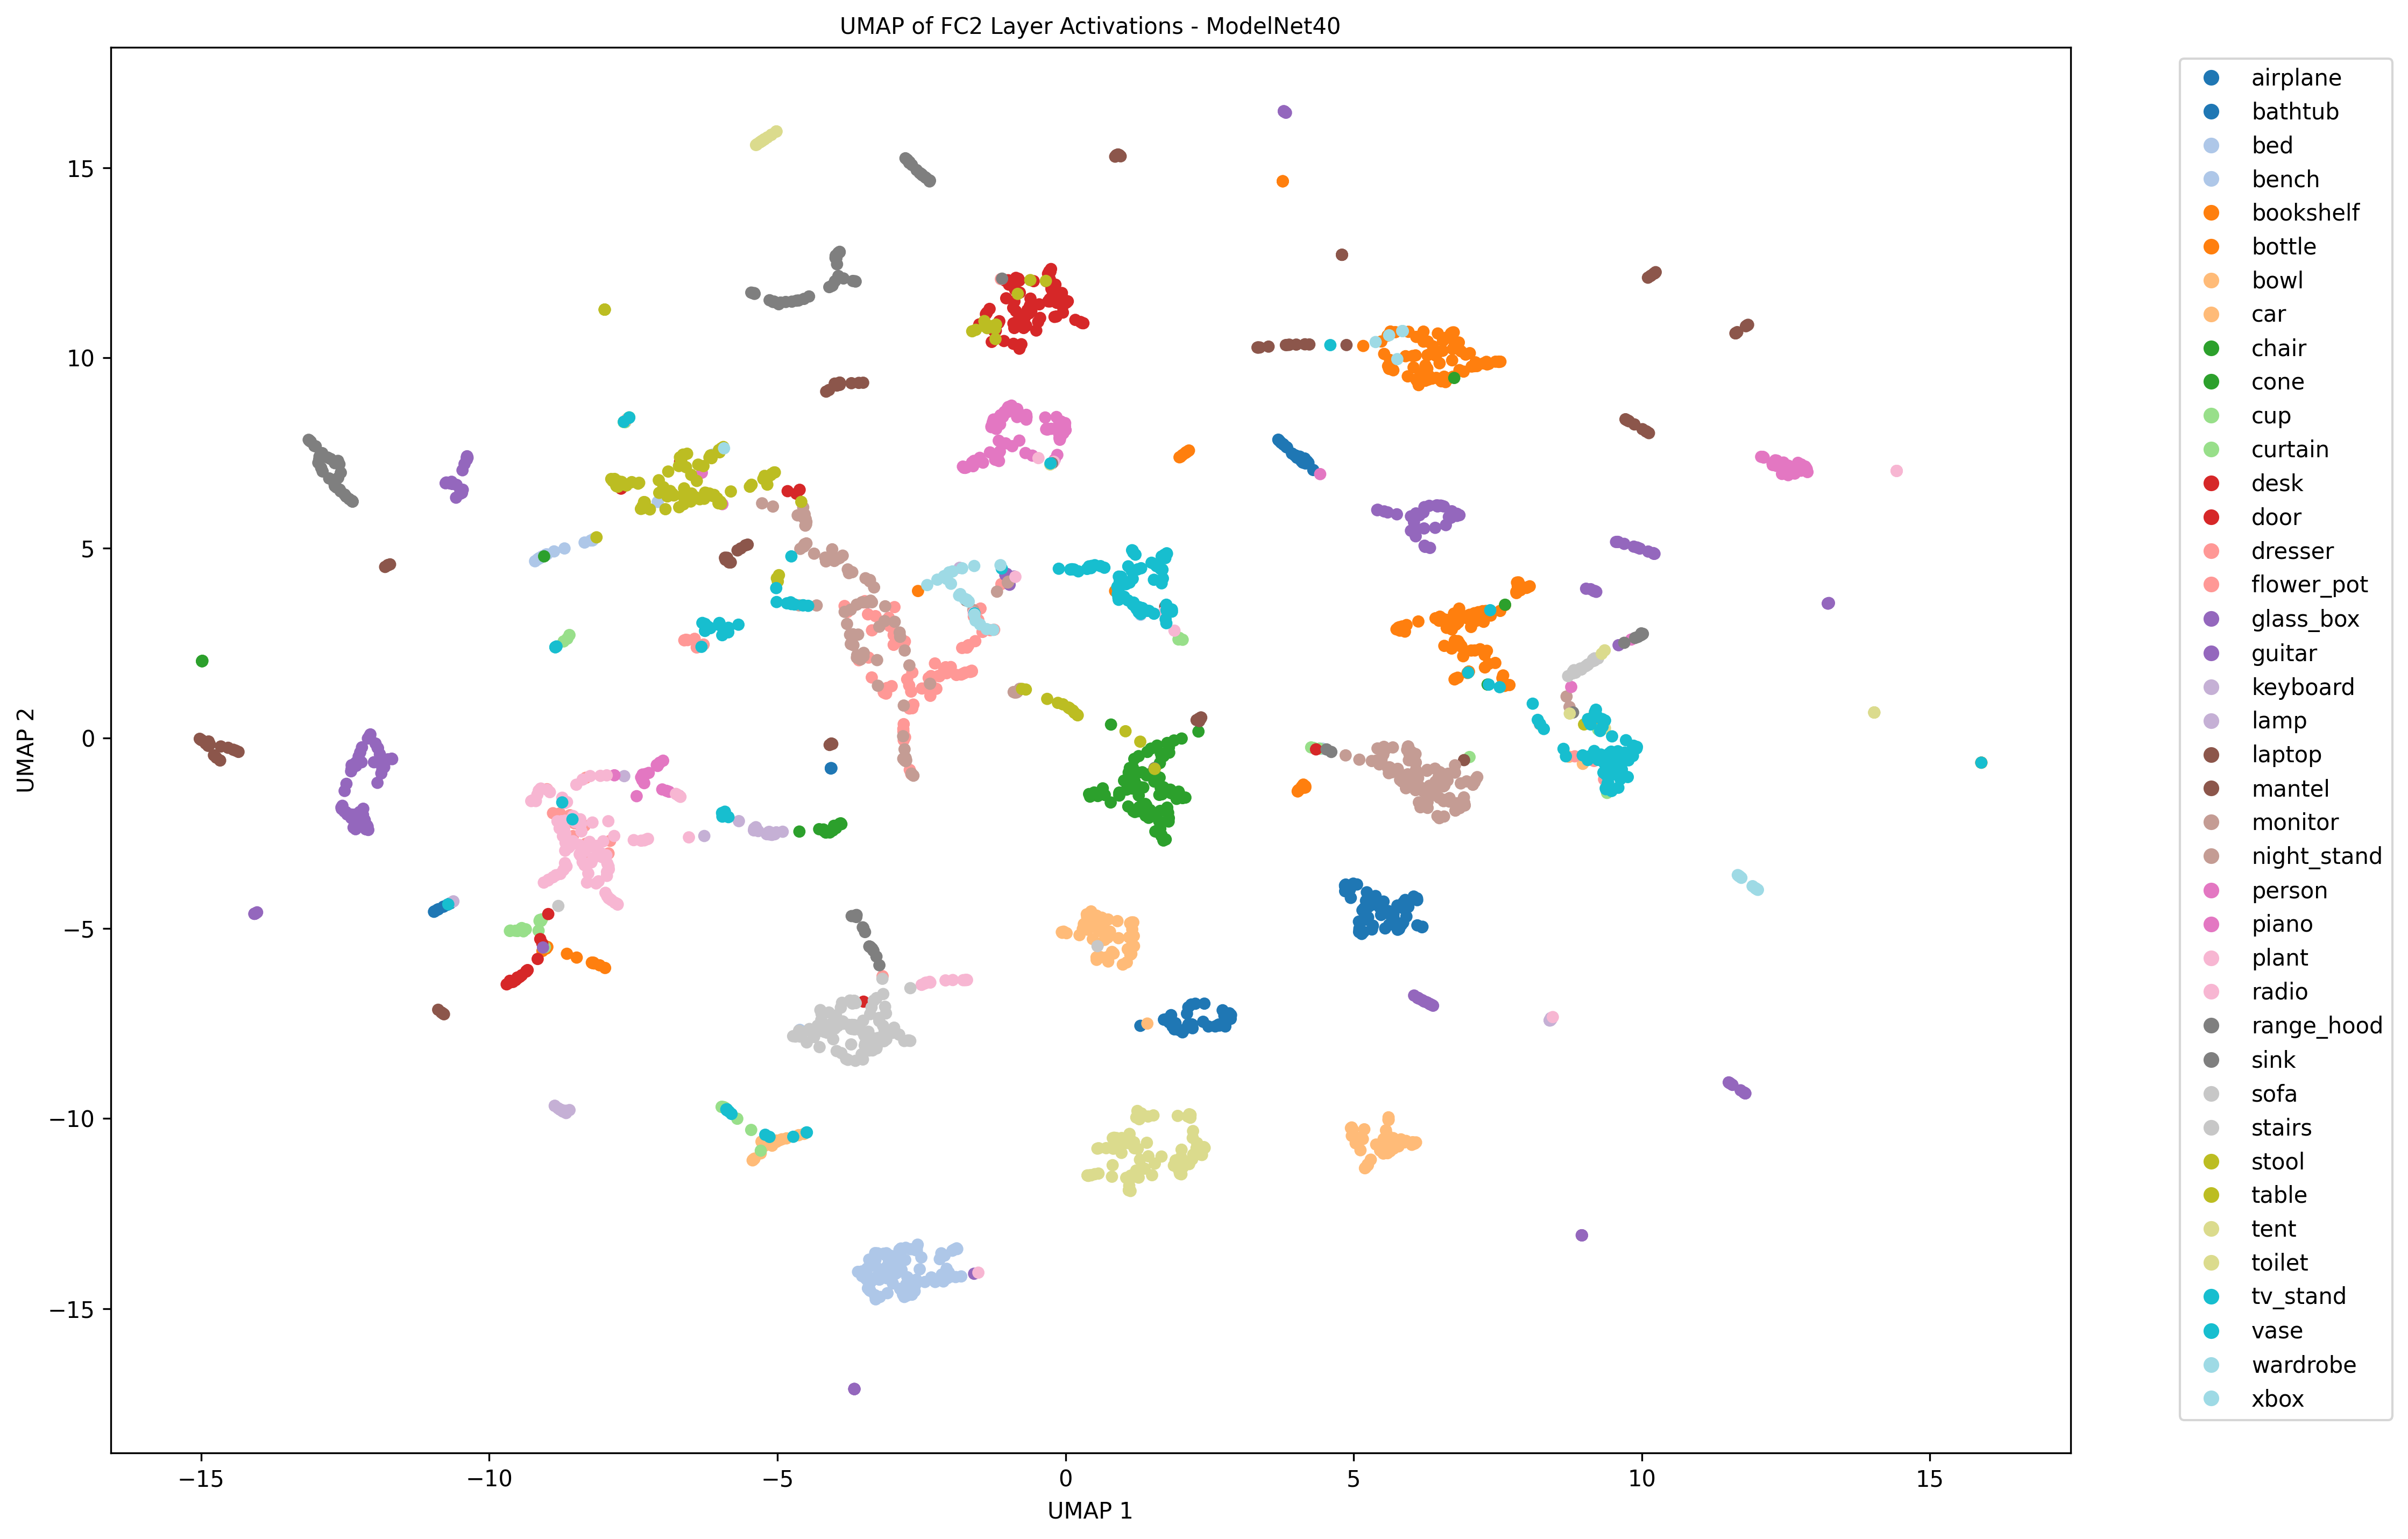 UMAP of FC2 Layer Activations - ModelNet40
15
10
5
0
−5
−10
−15
UMAP 2
−15
−10
−5
0
5
10
15
UMAP 1
airplane
bathtub
bed
bench
bookshelf
bottle
bowl
car
chair
cone
cup
curtain
desk
door
dresser
flower_pot
glass_box
guitar
keyboard
lamp
laptop
mantel
monitor
night_stand
person
piano
plant
radio
range_hood
sink
sofa
stairs
stool
table
tent
toilet
tv_stand
vase
wardrobe
xbox